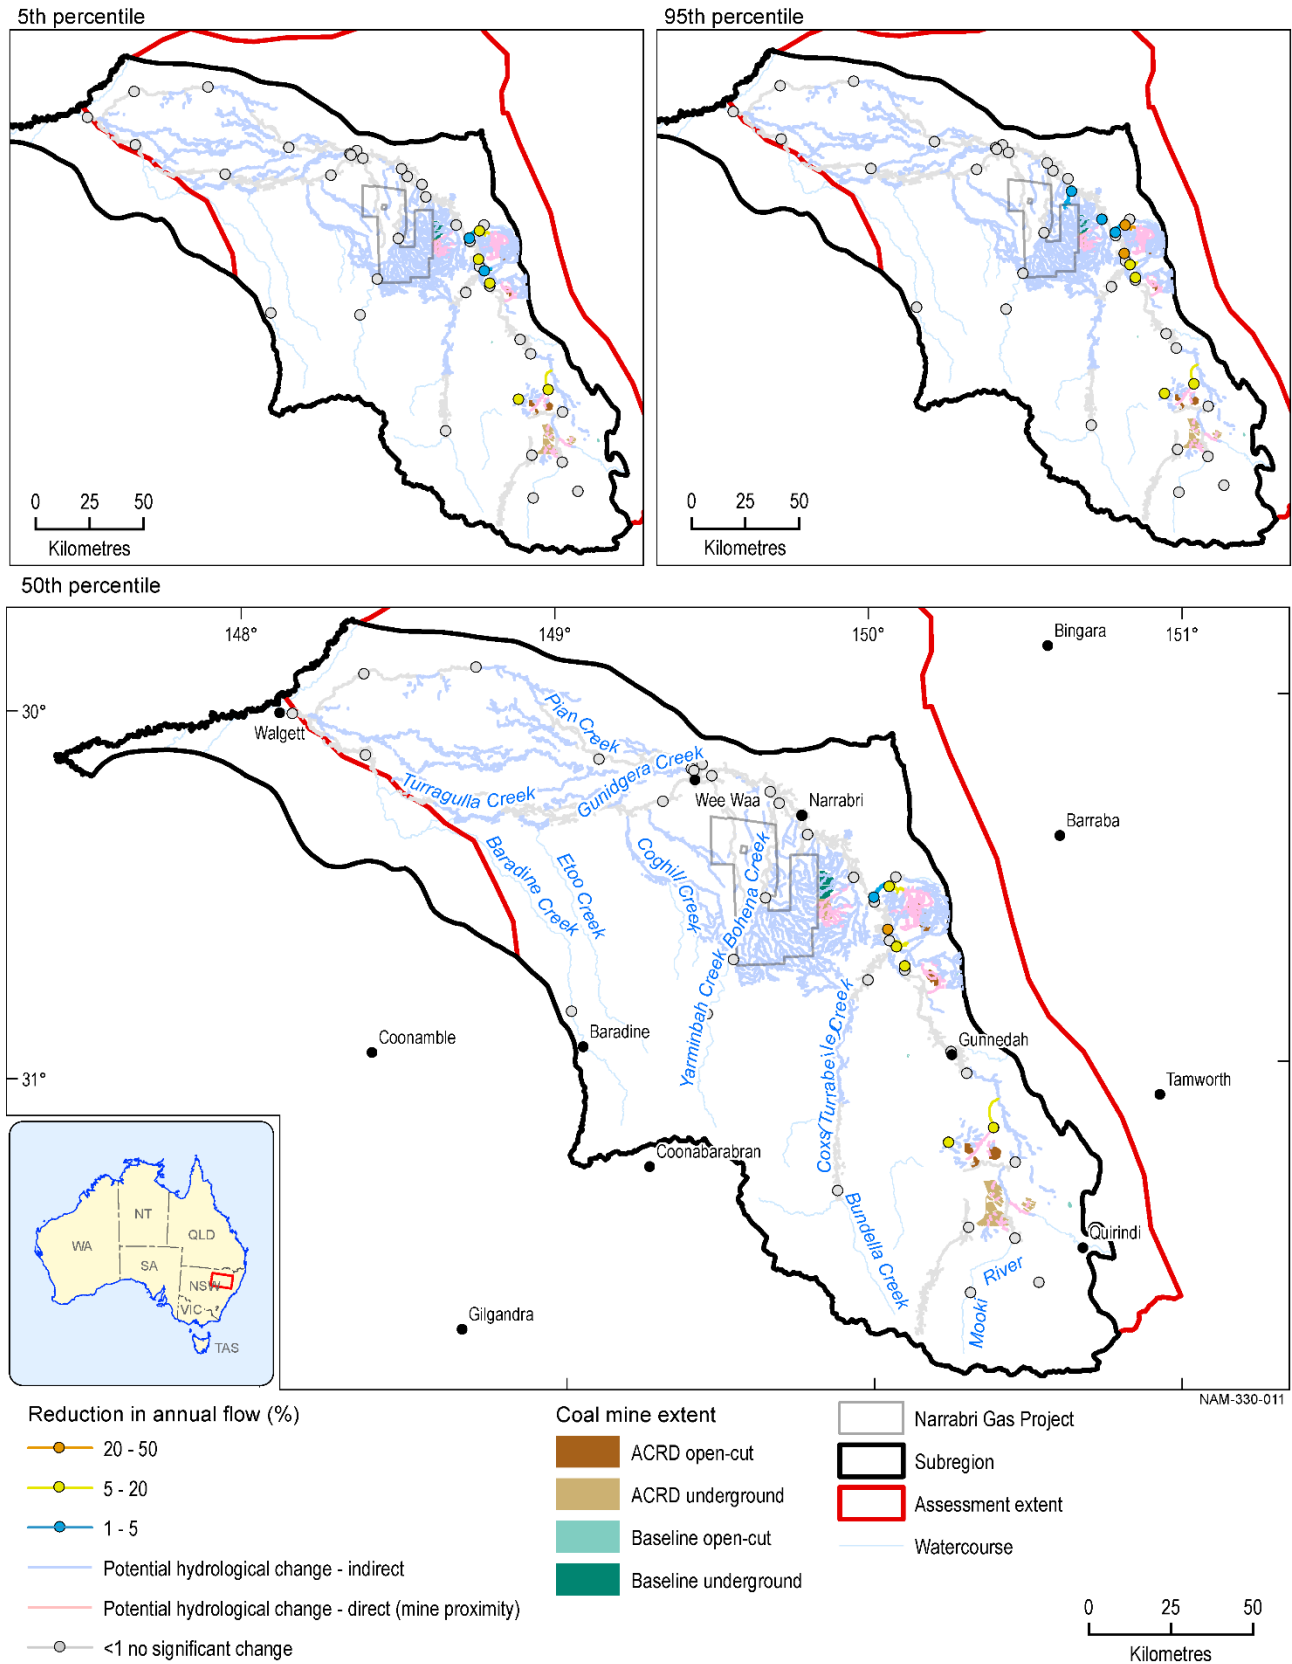 5th percentile
95th percentile
0 25 50
Kilometres
0 25 50
Kilometres
50th percentile
148° 149° 150° 151°
30°
31°
Bingara
Walgett
Pian Creek
Turragulla Creek
Gunidgera Creek
Wee Waa
Narrabri
Barraba
Baradine Creek
Etoo Creek
Coghill Creek
Bohena Creek
Yarminbah Creek
Coxs/Turrabeile Creek
Coonamble
Baradine
Gunnedah
Tamworth
Coonabarabran
Bundella Creek
Quirindi
Mooki River
Gilgandra
WA
NT
QLD
SA
NSW
VIC
TAS
NAM-330-011
Reduction in annual flow (%)
20 - 50
5 - 20
1 - 5
Potential hydrological change - indirect
Potential hydrological change - direct (mine proximity)
<1 no significant change
Coal mine extent
ACRD open-cut
ACRD underground
Baseline open-cut
Baseline underground
Narrabri Gas Project
Subregion
Assessment extent
Watercourse
0 25 50
Kilometres